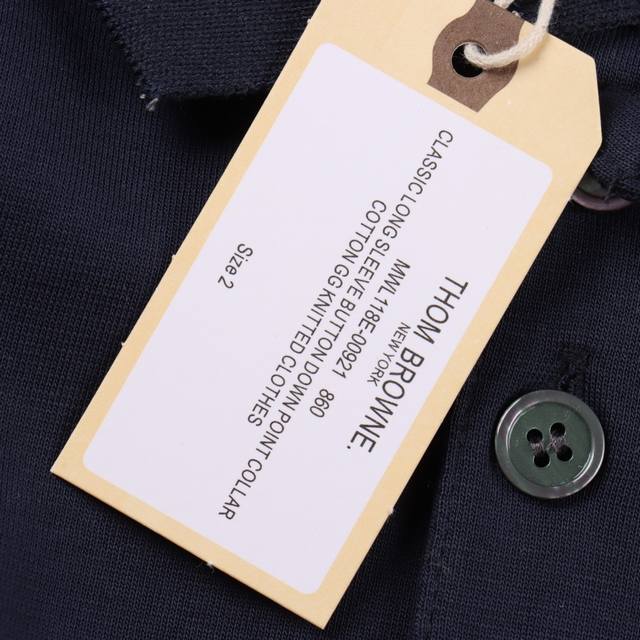 THOM BROWNE.
NEW YORK
MWL118E-00921 860
CLASSIC LONG SLEEVE BUTTON DOWN POINT COLLAR
COTTON GG KNITTED CLOTHES
Size 2